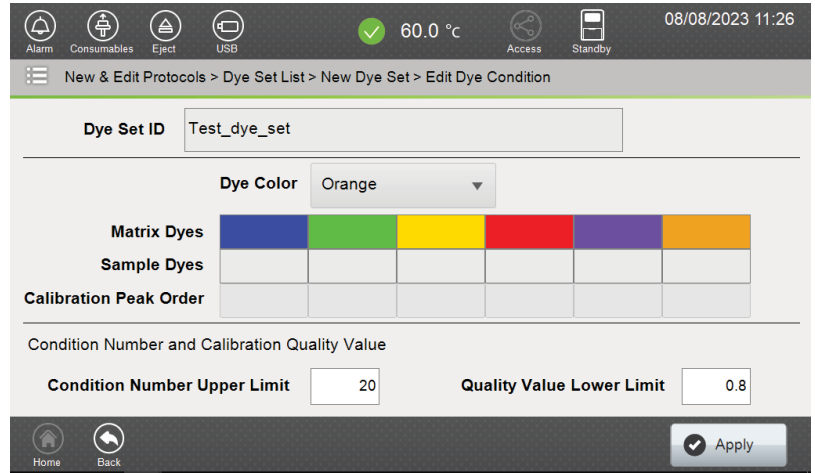 60.0 °c
08/08/2023 11:26
Alarm Consumables Eject USB Access Standby
New & Edit Protocols > Dye Set List > New Dye Set > Edit Dye Condition
Dye Set ID Test_dye_set
Dye Color Orange
Matrix Dyes
Sample Dyes
Calibration Peak Order
Condition Number and Calibration Quality Value
Condition Number Upper Limit 20 Quality Value Lower Limit 0.8
Apply
Home Back